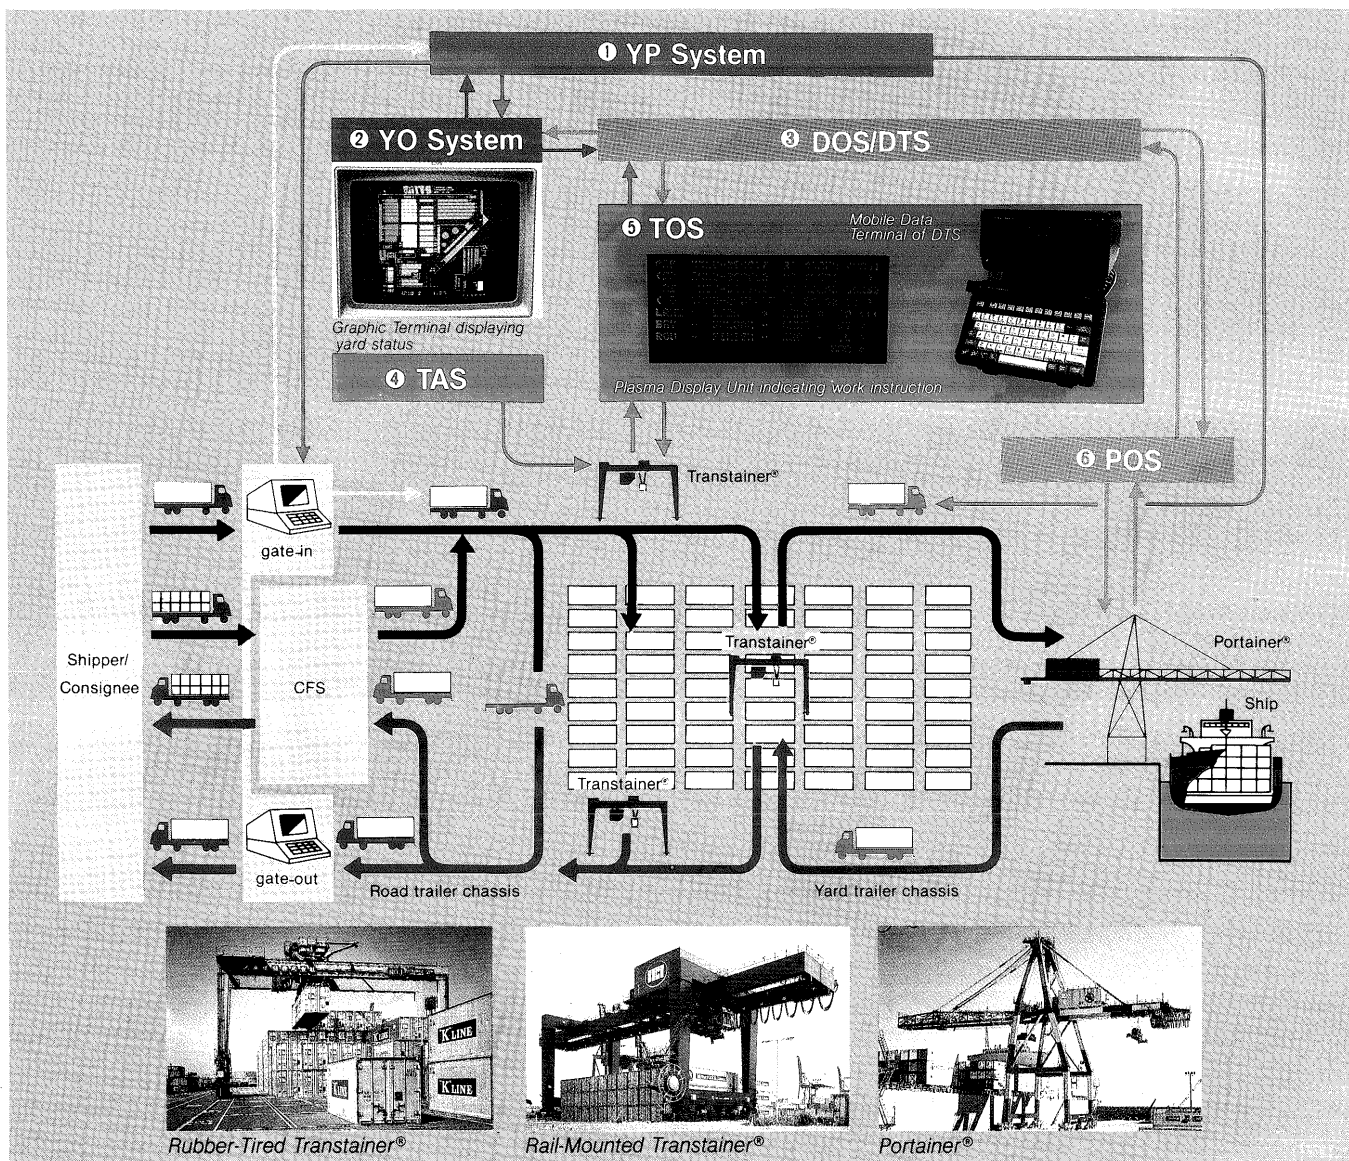 ❶ YP System
❷ YO System
❸ DOS/DTS
❺ TOS
Mobile Data
Terminal of DTS
Graphic Terminal displaying
yard status
❹ TAS
Plasma Display Unit indicating work instruction
❻ POS
Transtainer®
gate-in
Shipper/
Consignee
CFS
Transtainer®
Portainer®
Ship
Transtainer®
gate-out
Road trailer chassis
Yard trailer chassis
K LINE
K LINE
K LINE
Rubber-Tired Transtainer®
Rail-Mounted Transtainer®
Portainer®